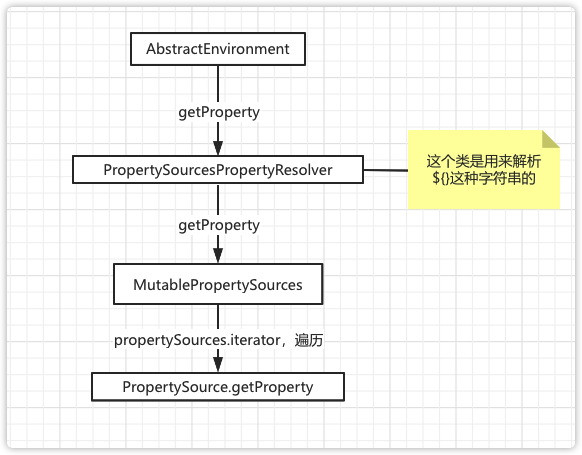 AbstractEnvironment
getProperty
PropertySourcesPropertyResolver
这个类是用来解析
${}这种字符串的
getProperty
MutablePropertySources
propertySources.iterator，遍历
PropertySource.getProperty